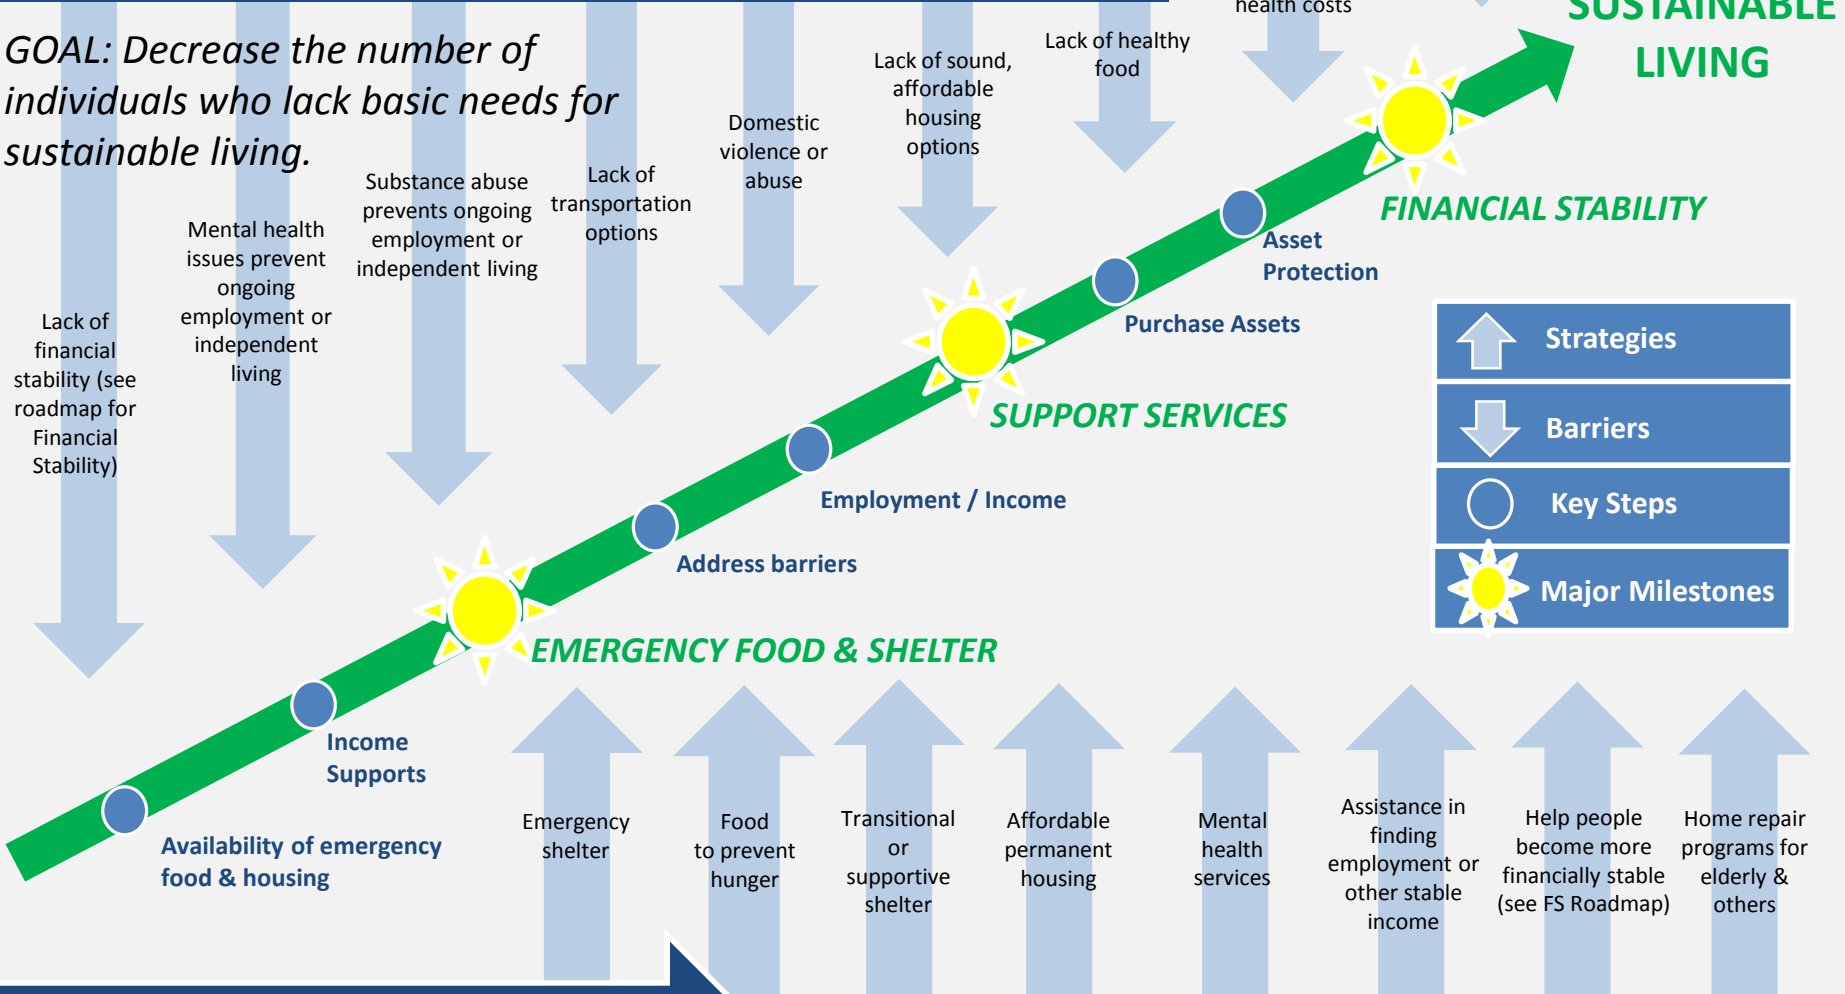 health costs
SUSTAINABLE
LIVING
GOAL: Decrease the number of
individuals who lack basic needs for
sustainable living.
Lack of
financial
stability (see
roadmap for
Financial
Stability)
Mental health
issues prevent
ongoing
employment or
independent
living
Substance abuse
prevents ongoing
employment or
independent living
Lack of
transportation
options
Domestic
violence or
abuse
Lack of sound,
affordable
housing
options
Lack of healthy
food
FINANCIAL STABILITY
Asset
Protection
Purchase Assets
SUPPORT SERVICES
Employment / Income
Address barriers
EMERGENCY FOOD & SHELTER
Income
Supports
Availability of emergency
food & housing
Strategies
Barriers
Key Steps
Major Milestones
Emergency
shelter
Food
to prevent
hunger
Transitional
or
supportive
shelter
Affordable
permanent
housing
Mental
health
services
Assistance in
finding
employment or
other stable
income
Help people
become more
financially stable
(see FS Roadmap)
Home repair
programs for
elderly &
others